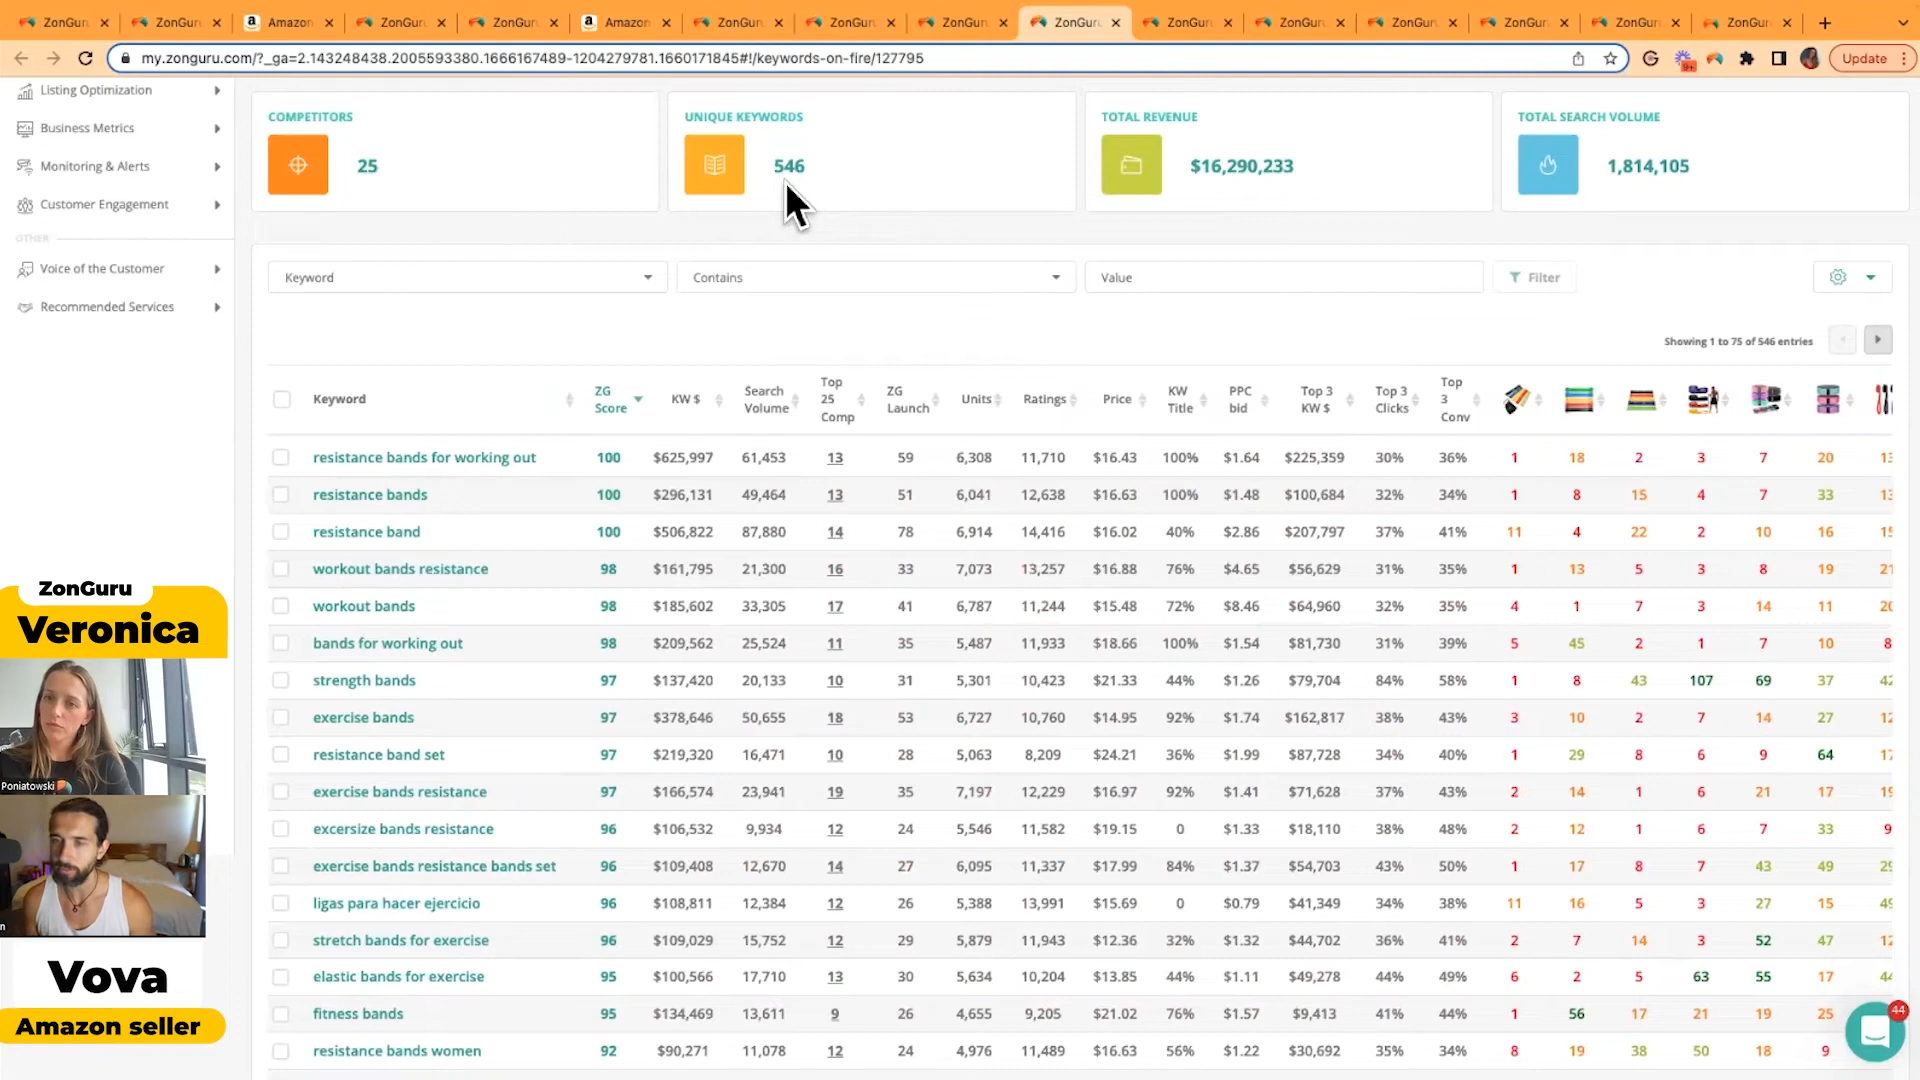 ZonGuru
ZonGuru
Amazon
ZonGuru
ZonGuru
Amazon
ZonGuru
ZonGuru
ZonGuru
ZonGuru
ZonGuru
ZonGuru
ZonGuru
ZonGuru
ZonGuru
ZonGuru
my.zonguru.com/?_ga=2.143248438.2005593380.1666167489-1204279781.1660171845#!/keywords-on-fire/127795
9+
Update
Listing Optimization
Business Metrics
Monitoring & Alerts
Customer Engagement
OTHER
Voice of the Customer
Recommended Services
COMPETITORS
25
UNIQUE KEYWORDS
546
TOTAL REVENUE
$16,290,233
TOTAL SEARCH VOLUME
1,814,105
Keyword
Contains
Value
Filter
Showing 1 to 75 of 546 entries
Keyword ZG Score KW $ Search Volume Top 25 Comp ZG Launch Units Ratings Price KW Title PPC bid Top 3 KW $ Top 3 Clicks Top 3 Conv
resistance bands for working out 100 $625,997 61,453 13 59 6,308 11,710 $16.43 100% $1.64 $225,359 30% 36% 1 18 2 3 7 20 13
resistance bands 100 $296,131 49,464 13 51 6,041 12,638 $16.63 100% $1.48 $100,684 32% 34% 1 8 15 4 7 33 13
resistance band 100 $506,822 87,880 14 78 6,914 14,416 $16.02 40% $2.86 $207,797 37% 41% 11 4 22 2 10 16 15
workout bands resistance 98 $161,795 21,300 16 33 7,073 13,257 $16.88 76% $4.65 $56,629 31% 35% 1 13 5 3 8 19 21
workout bands 98 $185,602 33,305 17 41 6,787 11,244 $15.48 72% $8.46 $64,960 32% 35% 4 1 7 3 14 11 20
bands for working out 98 $209,562 25,524 11 35 5,487 11,933 $18.66 100% $1.54 $81,730 31% 39% 5 45 2 1 7 10 8
strength bands 97 $137,420 20,133 10 31 5,301 10,423 $21.33 44% $1.26 $79,704 84% 58% 1 8 43 107 69 37 42
exercise bands 97 $378,646 50,655 18 53 6,727 10,760 $14.95 92% $1.74 $162,817 38% 43% 3 10 2 7 14 27 12
resistance band set 97 $219,320 16,471 10 28 5,063 8,209 $24.21 36% $1.99 $87,728 34% 40% 1 29 8 6 9 64 17
exercise bands resistance 97 $166,574 23,941 19 35 7,197 12,229 $16.97 92% $1.41 $71,628 37% 43% 2 14 1 6 21 17 19
excersize bands resistance 96 $106,532 9,934 12 24 5,546 11,582 $19.15 0 $1.33 $18,110 38% 48% 2 12 1 6 7 33 9
exercise bands resistance bands set 96 $109,408 12,670 14 27 6,095 11,337 $17.99 84% $1.37 $54,703 43% 50% 1 17 8 7 43 49 29
ligas para hacer ejercicio 96 $108,811 12,384 12 26 5,388 13,991 $15.69 0 $0.79 $41,349 34% 38% 11 16 5 3 27 15 49
stretch bands for exercise 96 $109,029 15,752 12 29 5,879 11,943 $12.36 32% $1.32 $44,702 36% 41% 2 7 14 3 52 47 12
elastic bands for exercise 95 $100,566 17,710 13 30 5,634 10,204 $13.85 44% $1.11 $49,278 44% 49% 6 2 5 63 55 17 44
fitness bands 95 $134,469 13,611 9 26 4,655 9,205 $21.02 76% $1.57 $9,413 41% 44% 1 56 17 21 19 25
resistance bands women 92 $90,271 11,078 12 24 4,976 11,489 $16.63 56% $1.22 $30,692 35% 34% 8 19 38 50 18 9
44
ZonGuru
Veronica
Poniatowski
n
Vova
Amazon seller